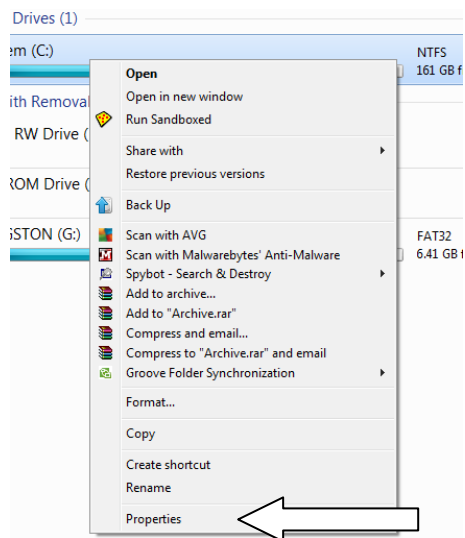 Drives (1)
em (C:)
NTFS
161 GB f
Open
Open in new window
Run Sandboxed
Share with
Restore previous versions
Back Up
Scan with AVG
Scan with Malwarebytes' Anti-Malware
Spybot - Search & Destroy
Add to archive...
Add to "Archive.rar"
Compress and email...
Compress to "Archive.rar" and email
Groove Folder Synchronization
Format...
Copy
Create shortcut
Rename
Properties
ith Removal
RW Drive (
ROM Drive (
GSTON (G:)
FAT32
6.41 GB f